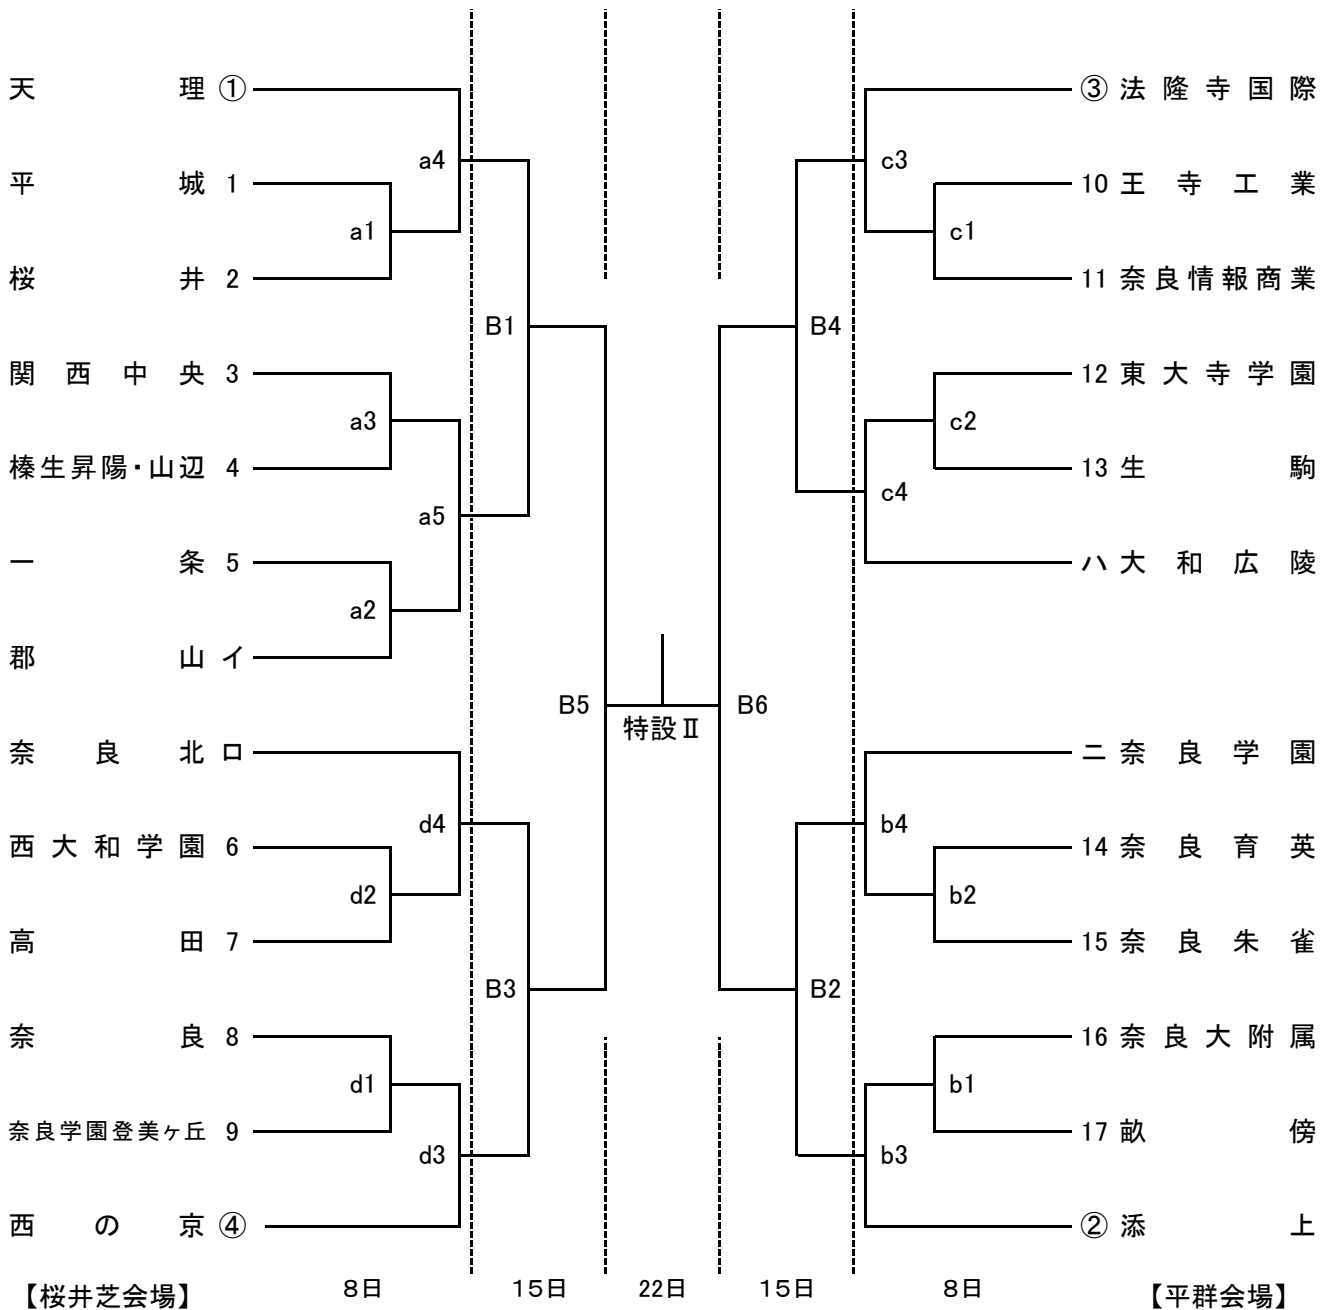 天理 ①
平城 1
桜井 2
関西中央 3
榛生昇陽・山辺 4
一条 5
郡山 イ
奈良北 ロ
西大和学園 6
高田 7
奈良 8
奈良学園登美ヶ丘 9
西の京 ④
【桜井芝会場】
a4
a1
a3
a5
a2
d4
d2
d1
d3
B1
B3
B5
特設Ⅱ
B6
B4
B2
c3
c1
c2
c4
b4
b2
b1
b3
③ 法隆寺国際
10 王寺工業
11 奈良情報商業
12 東大寺学園
13 生駒
ハ 大和広陵
ニ 奈良学園
14 奈良育英
15 奈良朱雀
16 奈良大附属
17 畝傍
② 添上
8日 15日 22日 15日 8日
【平群会場】